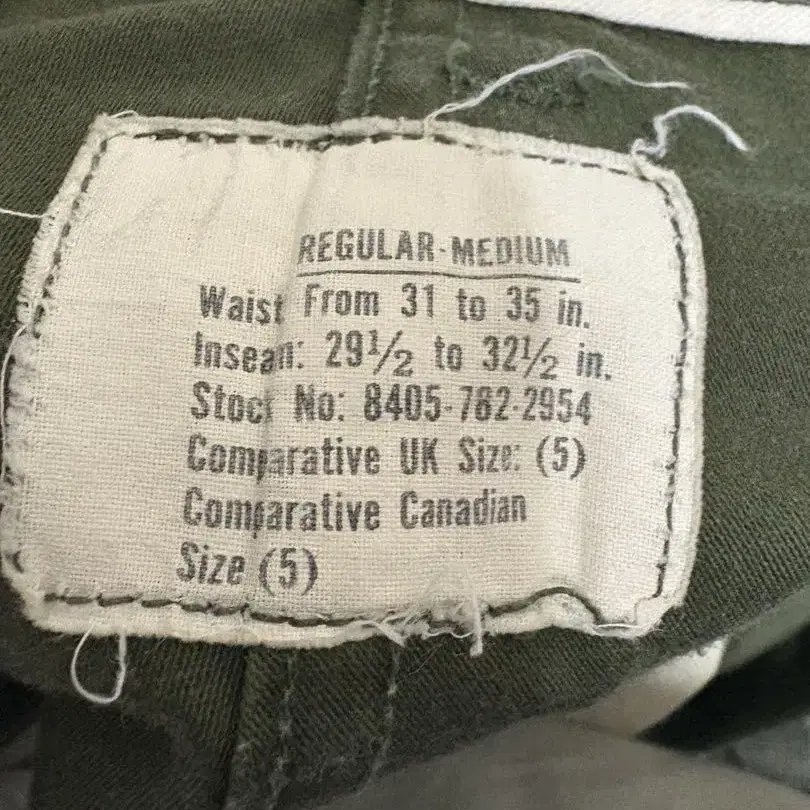 REGULAR-MEDIUM
Waist From 31 to 35 in.
Inseam: 29½ to 32½ in.
Stock No: 8405-782-2954
Comparative UK Size: (5)
Comparative Canadian
Size (5)